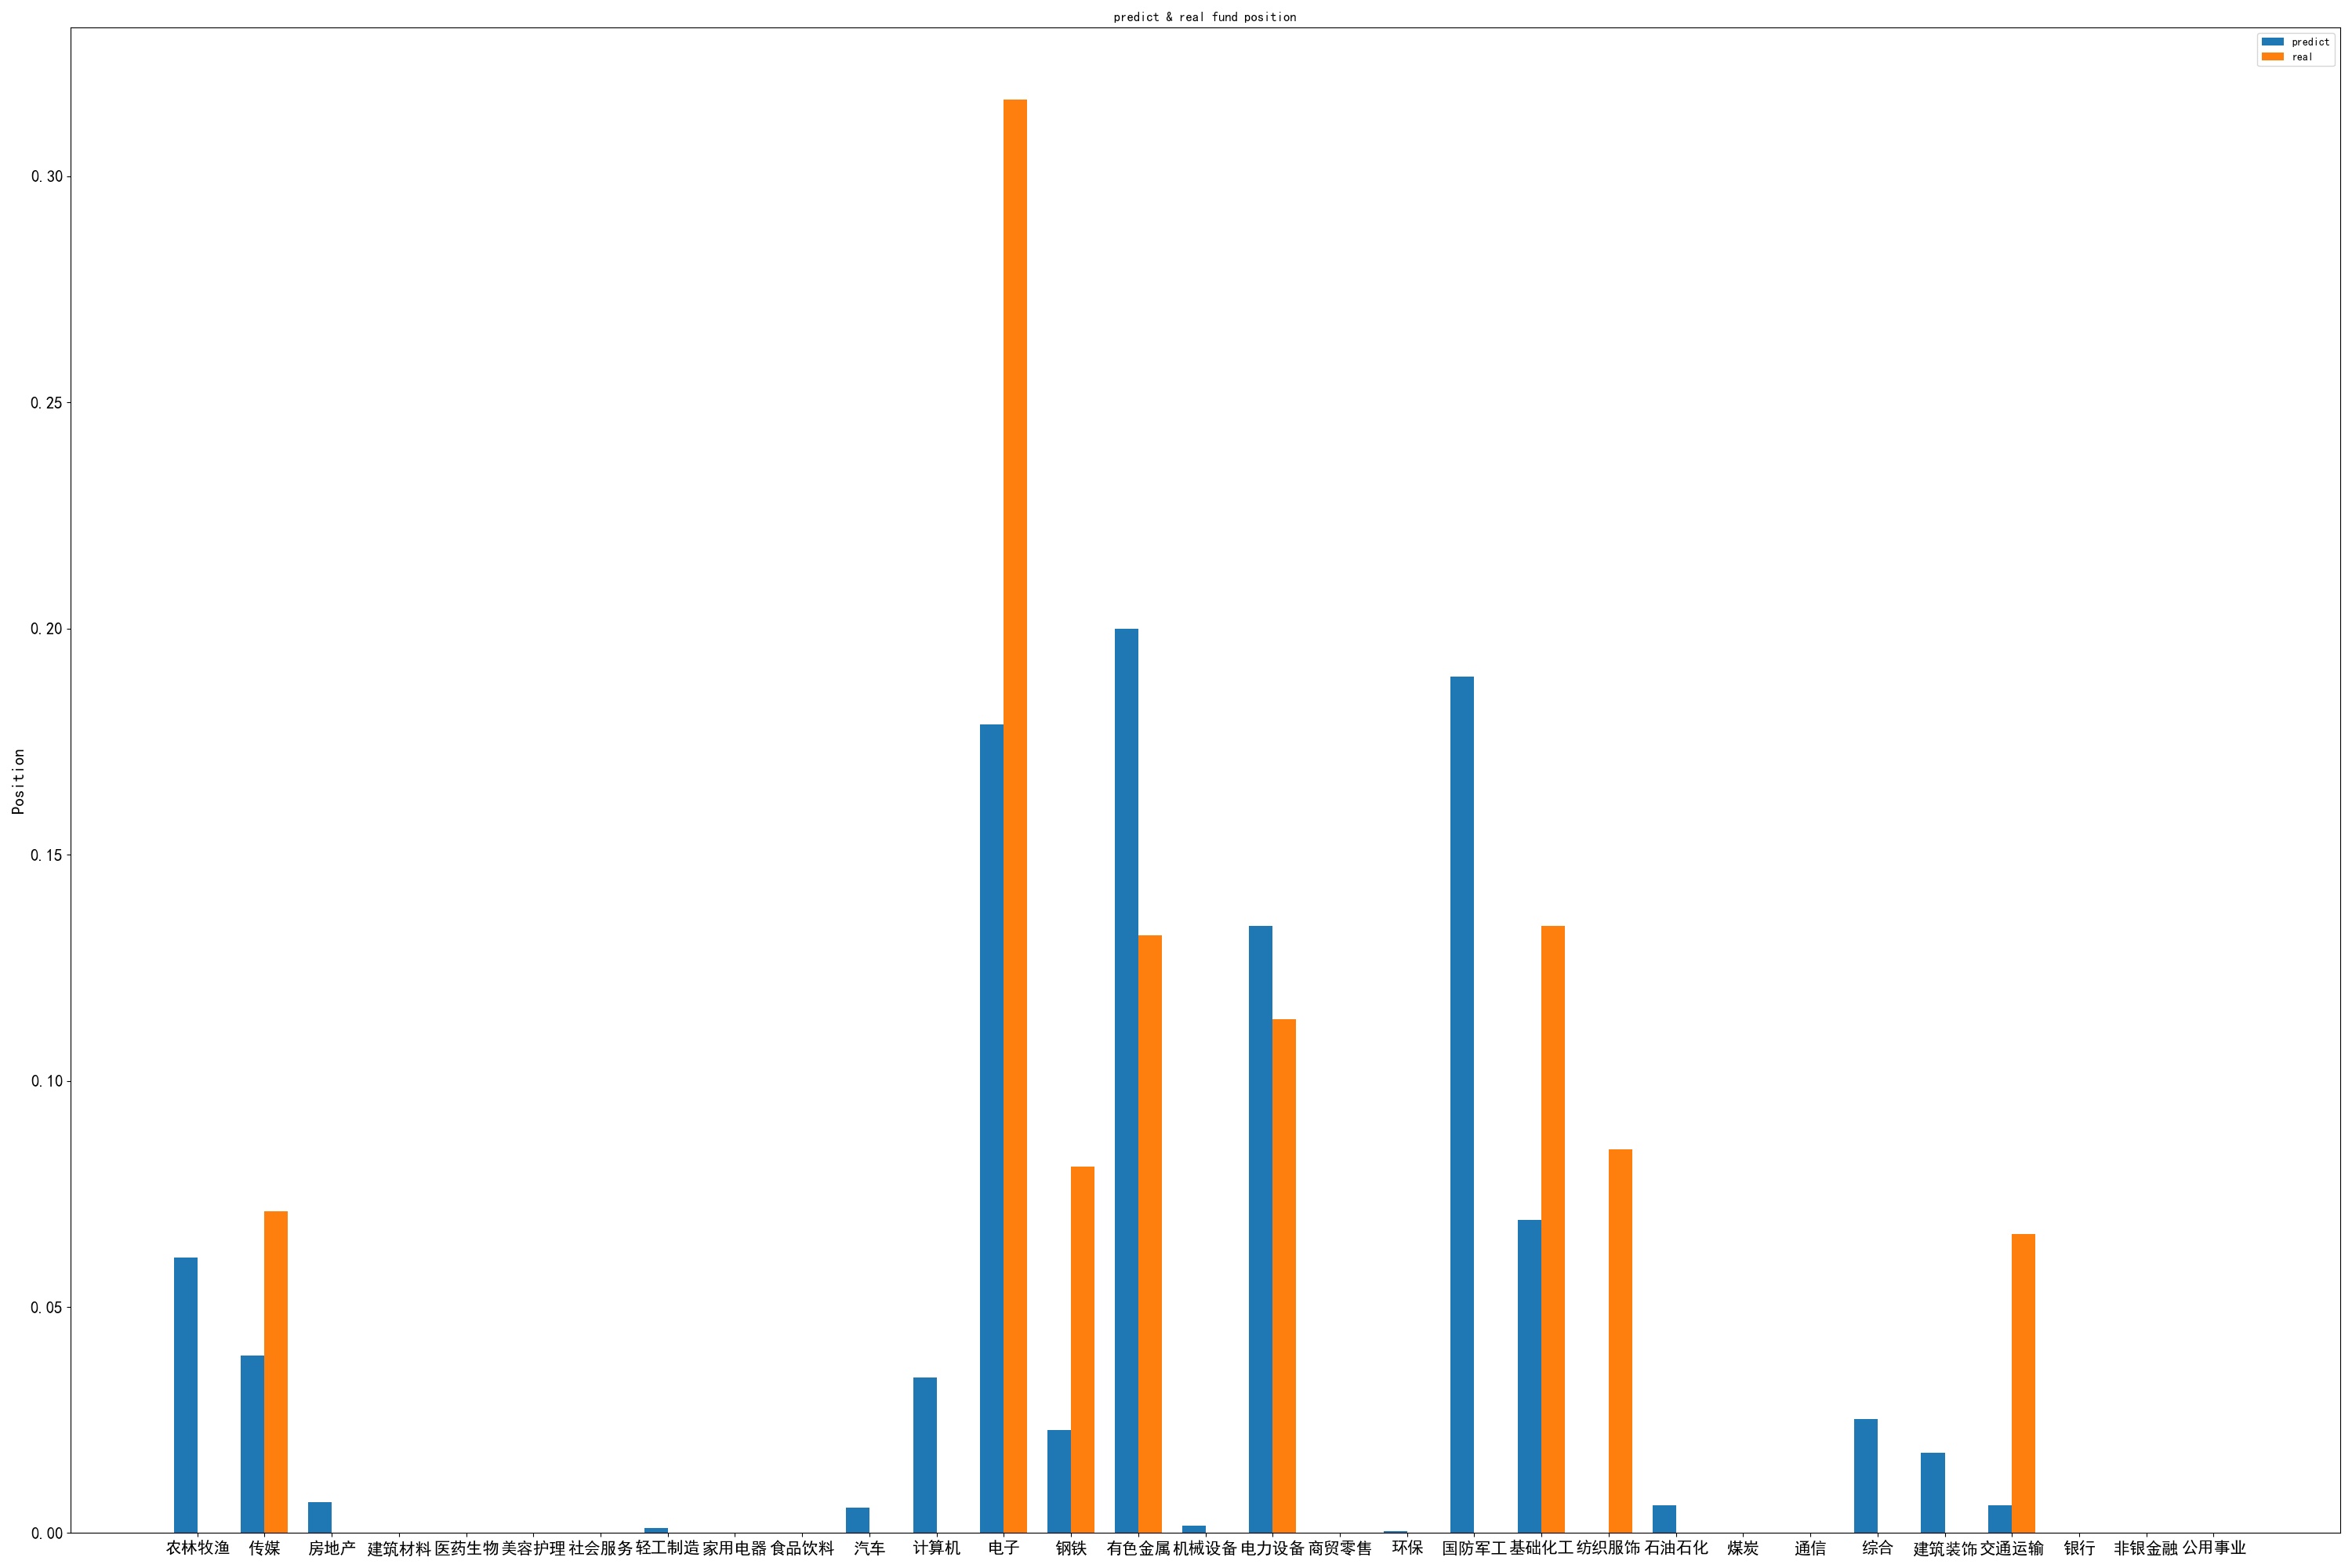 predict & real fund position
predict
real
Position
0.30
0.25
0.20
0.15
0.10
0.05
0.00
农林牧渔 传媒 房地产 建筑材料 医药生物 美容护理 社会服务 轻工制造 家用电器 食品饮料 汽车 计算机 电子 钢铁 有色金属 机械设备 电力设备 商贸零售 环保 国防军工 基础化工 纺织服饰 石油石化 煤炭 通信 综合 建筑装饰 交通运输 银行 非银金融 公用事业